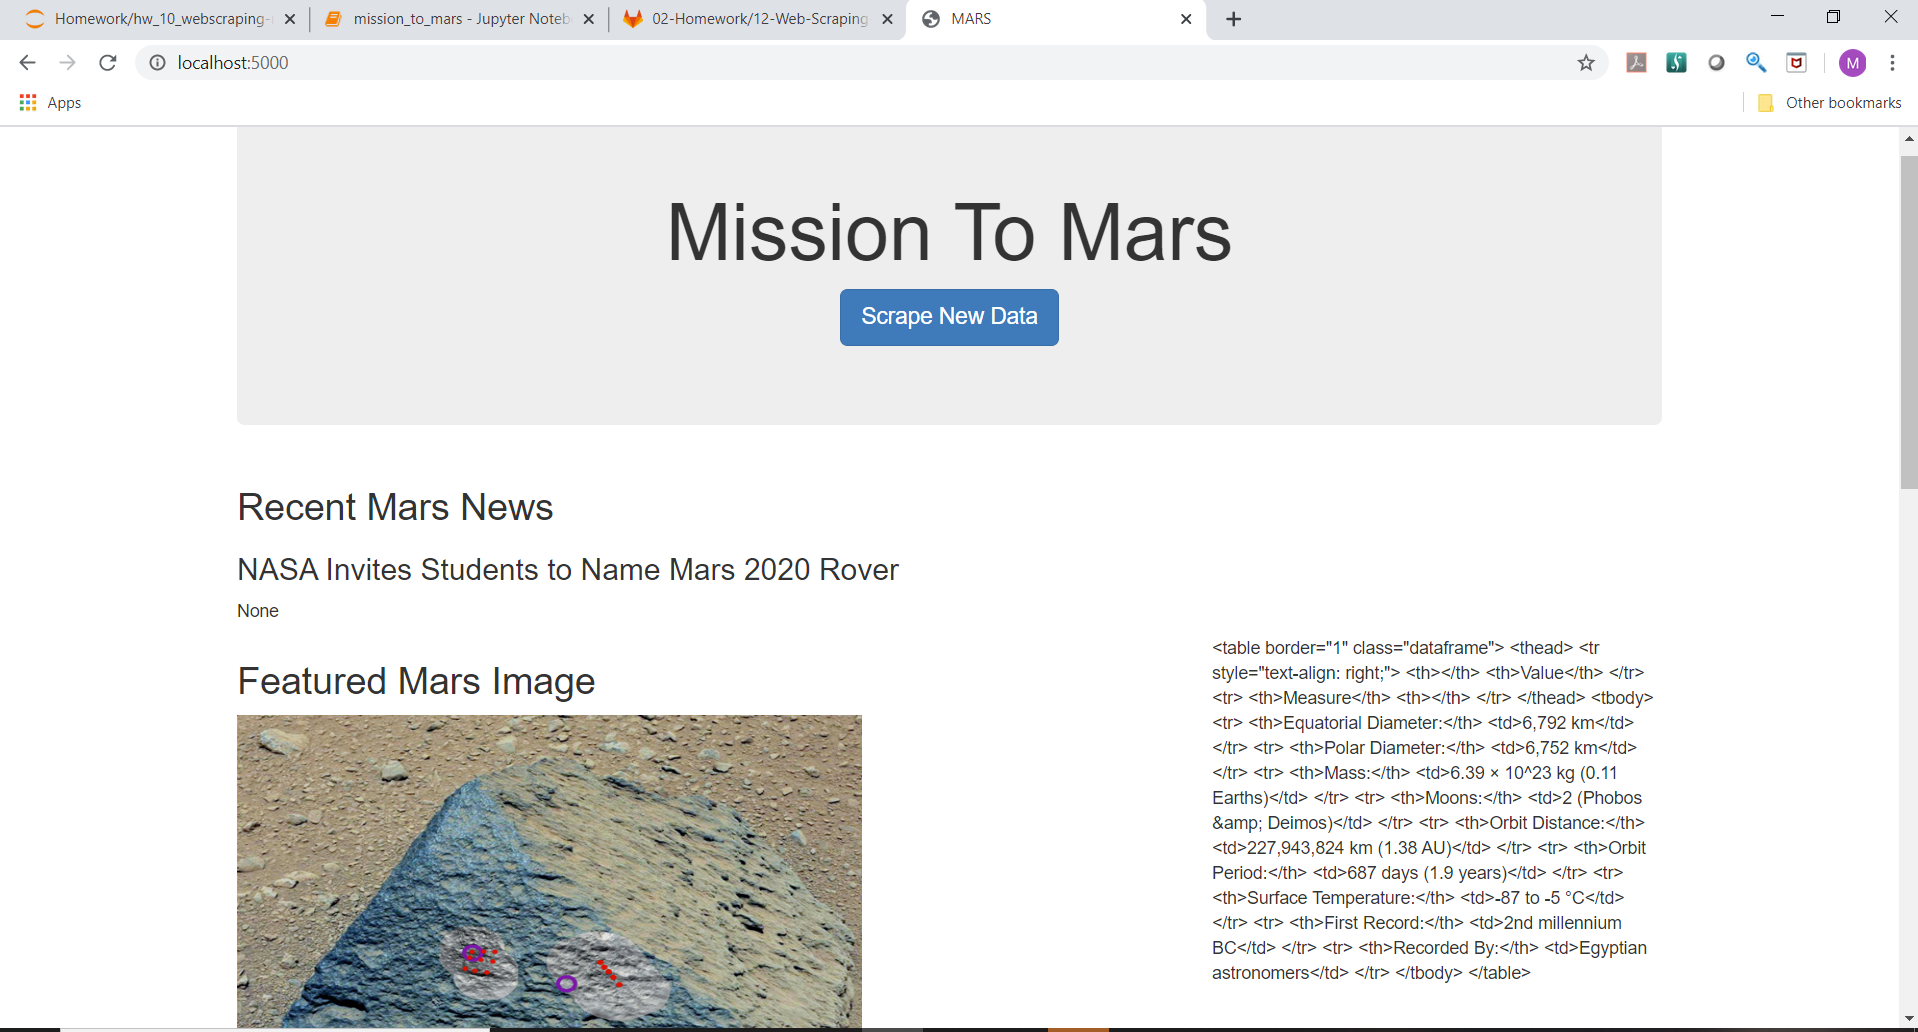 Homework/hw_10_webscraping-
mission_to_mars - Jupyter Noteb
02-Homework/12-Web-Scraping
MARS
localhost:5000
M
Apps
Other bookmarks
Mission To Mars
Scrape New Data
Recent Mars News
NASA Invites Students to Name Mars 2020 Rover
None
Featured Mars Image
<table border="1" class="dataframe"> <thead> <tr
style="text-align: right;"> <th></th> <th>Value</th> </tr>
<tr> <th>Measure</th> <th></th> </tr> </thead> <tbody>
<tr> <th>Equatorial Diameter:</th> <td>6,792 km</td>
</tr> <tr> <th>Polar Diameter:</th> <td>6,752 km</td>
</tr> <tr> <th>Mass:</th> <td>6.39 × 10^23 kg (0.11
Earths)</td> </tr> <tr> <th>Moons:</th> <td>2 (Phobos
&amp; Deimos)</td> </tr> <tr> <th>Orbit Distance:</th>
<td>227,943,824 km (1.38 AU)</td> </tr> <tr> <th>Orbit
Period:</th> <td>687 days (1.9 years)</td> </tr> <tr>
<th>Surface Temperature:</th> <td>-87 to -5 °C</td>
</tr> <tr> <th>First Record:</th> <td>2nd millennium
BC</td> </tr> <tr> <th>Recorded By:</th> <td>Egyptian
astronomers</td> </tr> </tbody> </table>